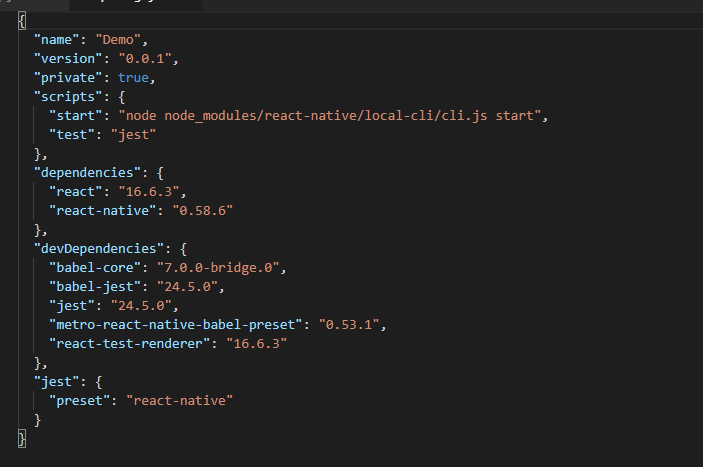 {
"name": "Demo",
"version": "0.0.1",
"private": true,
"scripts": {
"start": "node node_modules/react-native/local-cli/cli.js start",
"test": "jest"
},
"dependencies": {
"react": "16.6.3",
"react-native": "0.58.6"
},
"devDependencies": {
"babel-core": "7.0.0-bridge.0",
"babel-jest": "24.5.0",
"jest": "24.5.0",
"metro-react-native-babel-preset": "0.53.1",
"react-test-renderer": "16.6.3"
},
"jest": {
"preset": "react-native"
}
}